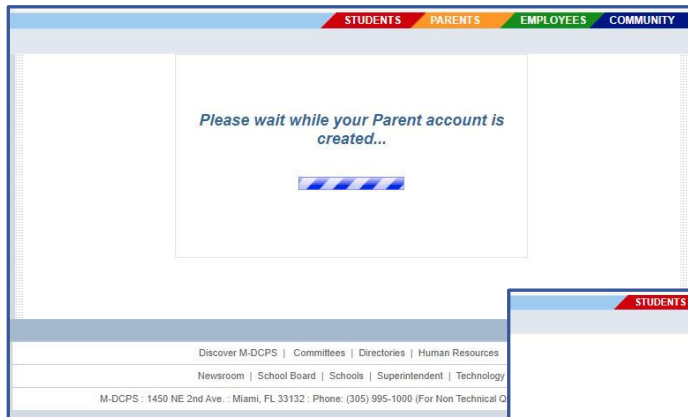 STUDENTS PARENTS EMPLOYEES COMMUNITY
Please wait while your Parent account is
created...
Discover M-DCPS | Committees | Directories | Human Resources
Newsroom | School Board | Schools | Superintendent | Technology
M-DCPS : 1450 NE 2nd Ave. : Miami, FL 33132 : Phone: (305) 995-1000 (For Non Technical Q
STUDENTS